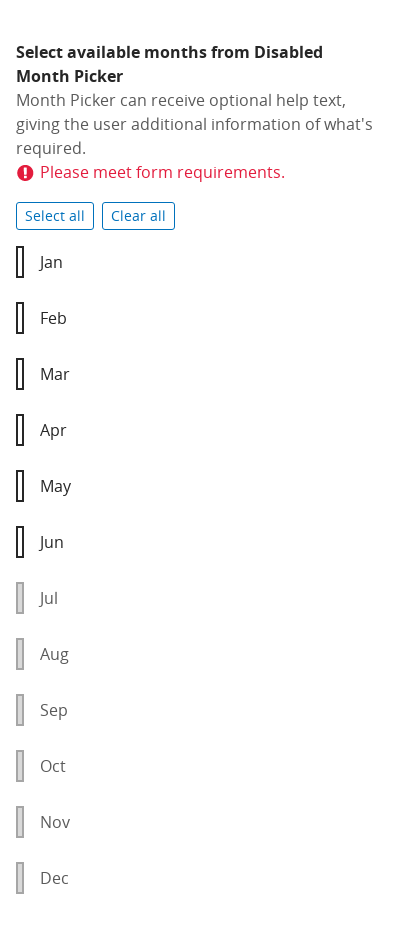 Select available months from Disabled
Month Picker
Month Picker can receive optional help text,
giving the user additional information of what's
required.
Please meet form requirements.
Select all Clear all
Jan
Feb
Mar
Apr
May
Jun
Jul
Aug
Sep
Oct
Nov
Dec